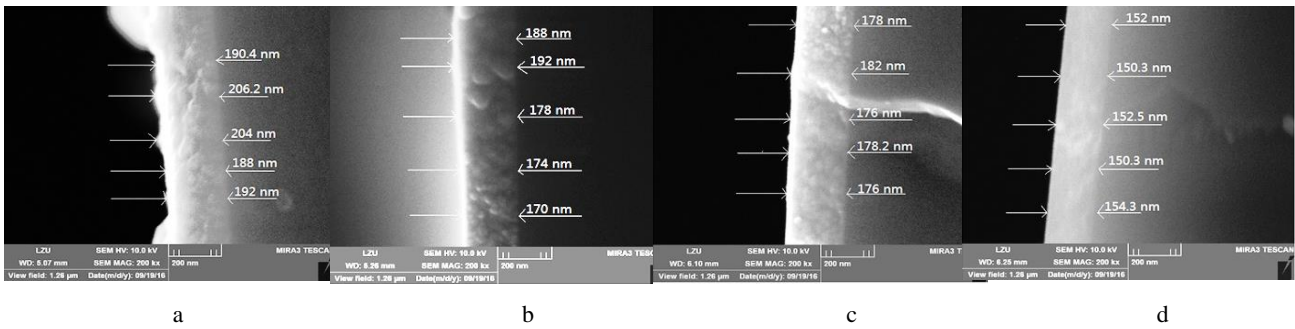 190.4 nm
206.2 nm
204 nm
188 nm
192 nm
LZU SEM HV: 10.0 kV MIRA3 TESCA
WD: 5.07 mm SEM MAG: 200 kx 200 nm
View field: 1.26 μm Date(m/d/y): 09/19/16
a
188 nm
192 nm
178 nm
174 nm
170 nm
LZU SEM HV: 10.0 kV MIRA3 TES
WD: 5.26 mm SEM MAG: 200 kx 200 nm
View field: 1.26 μm Date(m/d/y): 09/19/16
b
178 nm
182 nm
176 nm
178.2 nm
176 nm
LZU SEM HV: 10.0 kV MIRA3 T
WD: 6.10 mm SEM MAG: 200 kx 200 nm
View field: 1.26 μm Date(m/d/y): 09/19/16
c
152 nm
150.3 nm
152.5 nm
150.3 nm
154.3 nm
LZU SEM HV: 10.0 kV MIRA3 TESCAN
WD: 6.25 mm SEM MAG: 200 kx 200 nm
View field: 1.26 μm Date(m/d/y): 09/19/16
d